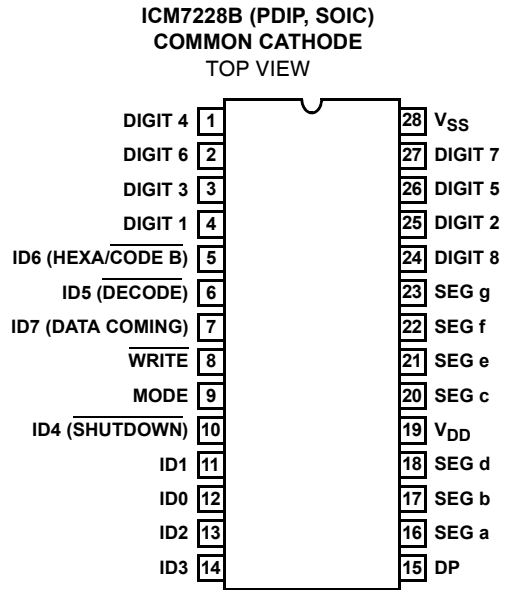 ICM7228B (PDIP, SOIC)
COMMON CATHODE
TOP VIEW
DIGIT 4 1
DIGIT 6 2
DIGIT 3 3
DIGIT 1 4
ID6 (HEXA/CODE B) 5
ID5 (DECODE) 6
ID7 (DATA COMING) 7
WRITE 8
MODE 9
ID4 (SHUTDOWN) 10
ID1 11
ID0 12
ID2 13
ID3 14
28 VSS
27 DIGIT 7
26 DIGIT 5
25 DIGIT 2
24 DIGIT 8
23 SEG g
22 SEG f
21 SEG e
20 SEG c
19 VDD
18 SEG d
17 SEG b
16 SEG a
15 DP